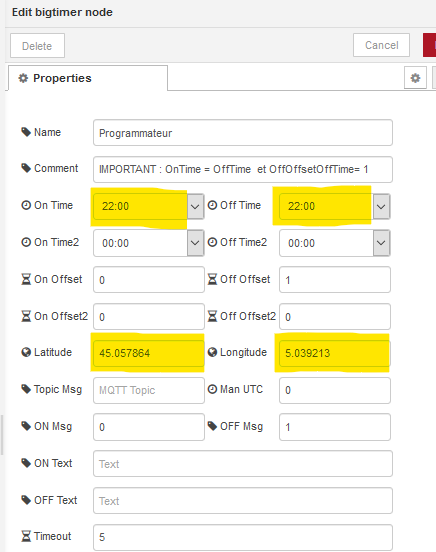 Edit bigtimer node
Delete Cancel
Properties
Name Programmateur
Comment IMPORTANT : OnTime = OffTime et OffOffsetOffTime= 1
On Time 22:00 Off Time 22:00
On Time2 00:00 Off Time2 00:00
On Offset 0 Off Offset 1
On Offset2 0 Off Offset2 0
Latitude 45.057864 Longitude 5.039213
Topic Msg MQTT Topic Man UTC 0
ON Msg 0 OFF Msg 1
ON Text Text
OFF Text Text
Timeout 5